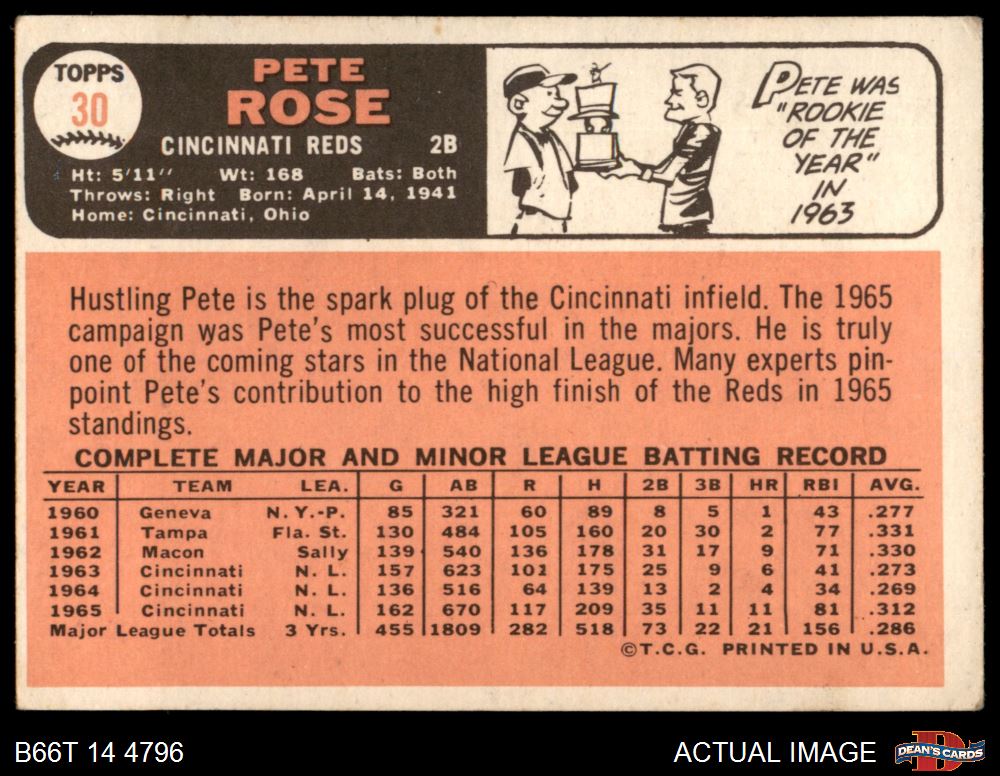 TOPPS
30
PETE
ROSE
CINCINNATI REDS 2B
Ht: 5'11" Wt: 168 Bats: Both
Throws: Right Born: April 14, 1941
Home: Cincinnati, Ohio
PETE WAS
"ROOKIE
OF THE
YEAR"
IN
1963
Hustling Pete is the spark plug of the Cincinnati infield. The 1965
campaign was Pete's most successful in the majors. He is truly
one of the coming stars in the National League. Many experts pin-
point Pete's contribution to the high finish of the Reds in 1965
standings.
COMPLETE MAJOR AND MINOR LEAGUE BATTING RECORD
YEAR TEAM LEA. G AB R H 2B 3B HR RBI AVG.
1960 Geneva N.Y.-P. 85 321 60 89 8 5 1 43 .277
1961 Tampa Fla. St. 130 484 105 160 20 30 2 77 .331
1962 Macon Sally 139 540 136 178 31 17 9 71 .330
1963 Cincinnati N. L. 157 623 101 175 25 9 6 41 .273
1964 Cincinnati N. L. 136 516 64 139 13 2 4 34 .269
1965 Cincinnati N. L. 162 670 117 209 35 11 11 81 .312
Major League Totals 3 Yrs. 455 1809 282 518 73 22 21 156 .286
©T.C.G. PRINTED IN U.S.A.
B66T 14 4796
ACTUAL IMAGE
D
DEAN'S CARDS